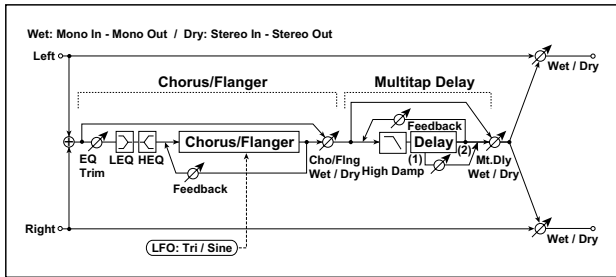 Wet: Mono In - Mono Out / Dry: Stereo In - Stereo Out
Left
Wet / Dry
Chorus/Flanger
Multitap Delay
Feedback
EQ Trim
LEQ
HEQ
Chorus/Flanger
Cho/Flng Wet / Dry
High Damp
Delay
(1)
(2)
Mt.Dly Wet / Dry
Feedback
Right
Wet / Dry
LFO: Tri / Sine